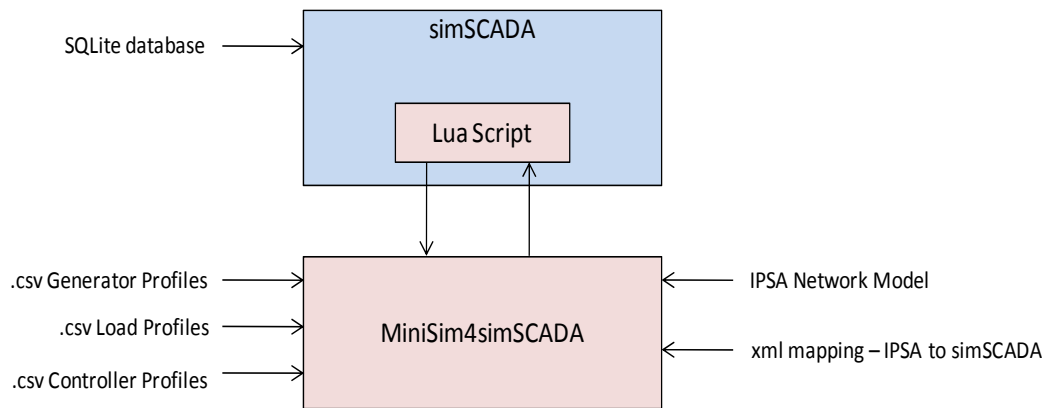 simSCADA
SQLite database
Lua Script
.csv Generator Profiles
IPSA Network Model
.csv Load Profiles
MiniSim4simSCADA
xml mapping – IPSA to simSCADA
.csv Controller Profiles